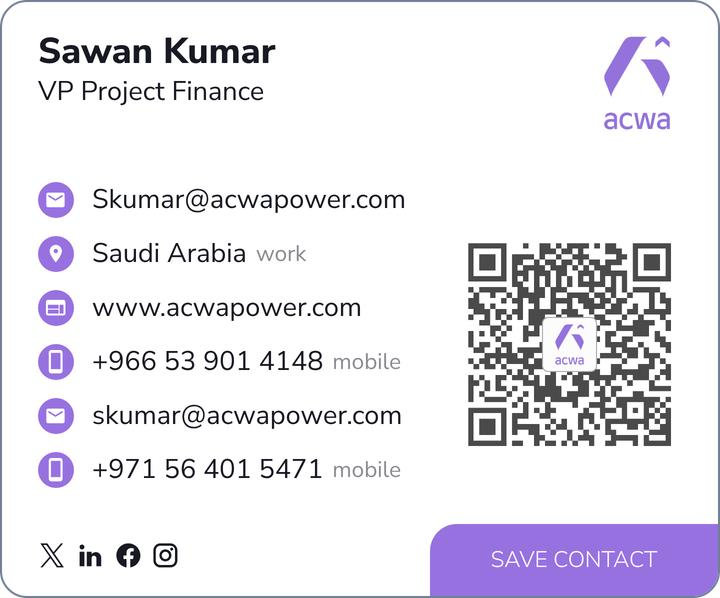 Sawan Kumar
VP Project Finance
acwa
Skumar@acwapower.com
Saudi Arabia work
www.acwapower.com
+966 53 901 4148 mobile
skumar@acwapower.com
+971 56 401 5471 mobile
acwa
SAVE CONTACT